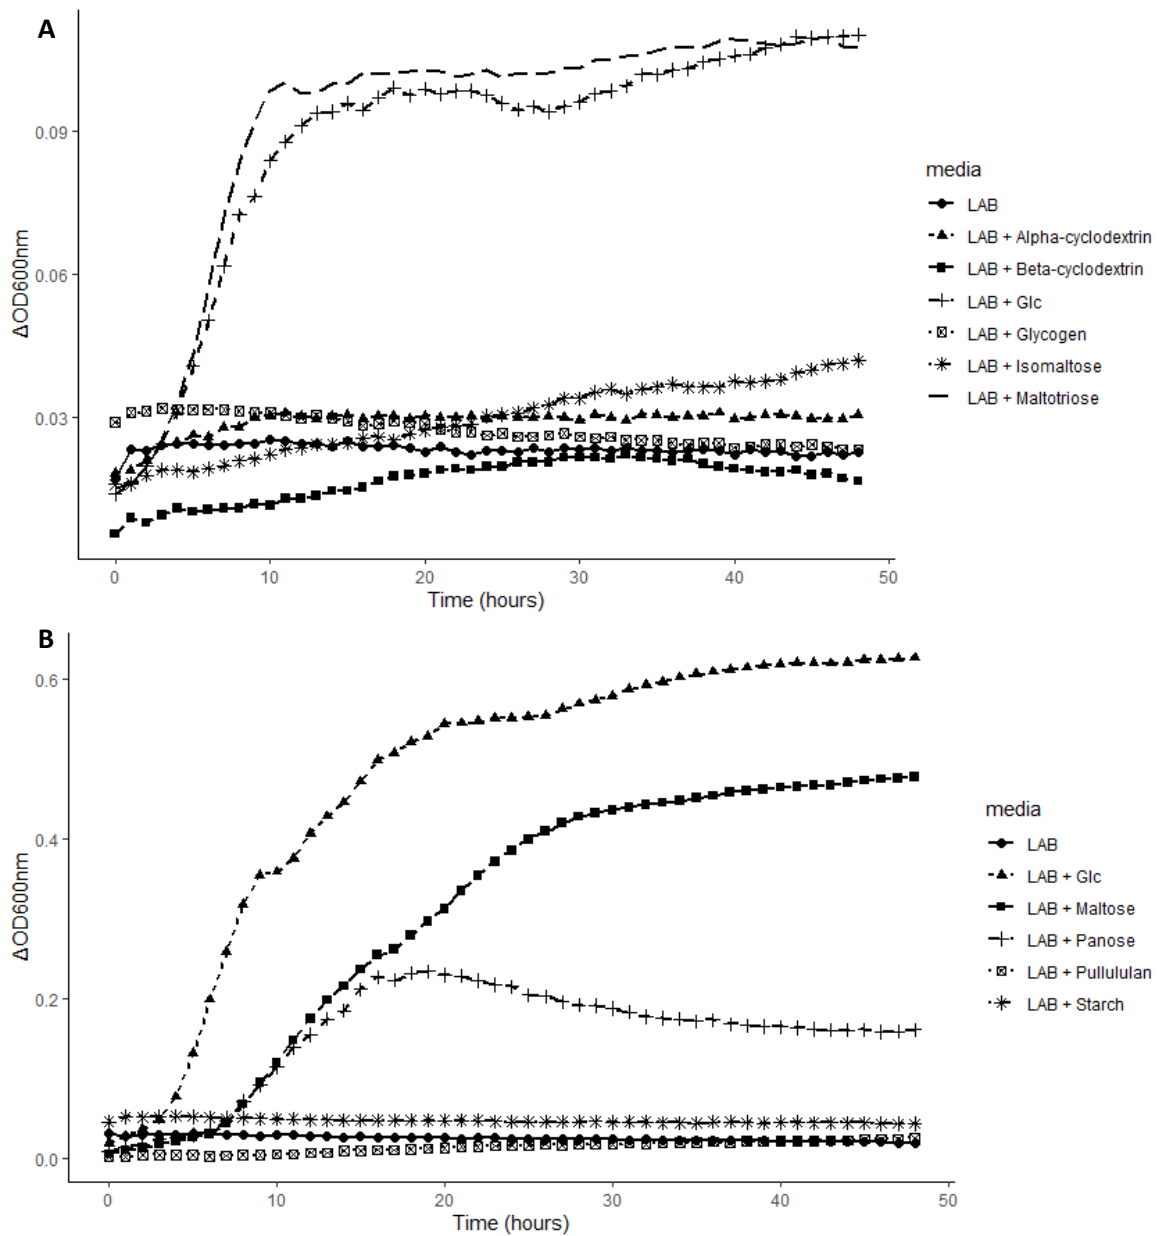 A
0.09
0.06
0.03
ΔOD600nm
0 10 20 30 40 50
Time (hours)
media
LAB
LAB + Alpha-cyclodextrin
LAB + Beta-cyclodextrin
LAB + Glc
LAB + Glycogen
LAB + Isomaltose
LAB + Maltotriose
B
0.6
0.4
0.2
0.0
ΔOD600nm
0 10 20 30 40 50
Time (hours)
media
LAB
LAB + Glc
LAB + Maltose
LAB + Panose
LAB + Pullululan
LAB + Starch